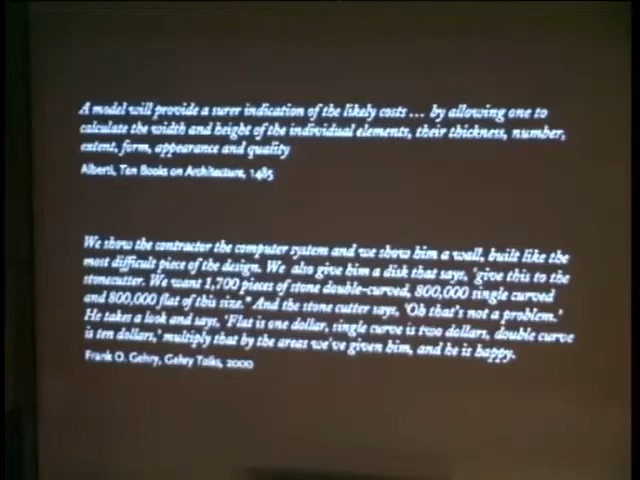 A model will provide a surer indication of the likely costs ... by allowing one to
calculate the width and height of the individual elements, their thickness, number,
extent, form, appearance and quality
Alberti, Ten Books on Architecture, 1485
We show the contractor the computer system and we show him a wall, built like the
most difficult piece of the design. We also give him a disk that says, 'give this to the
stonecutter. We want 1,700 pieces of stone double-curved, 800,000 single curved
and 800,000 flat of this size." And the stone cutter says, 'Oh that's not a problem.'
He takes a look and says, 'Flat is one dollar, single curve is two dollars, double curve
is ten dollars,' multiply that by the areas we've given him, and he is happy.
Frank O. Gehry, Gehry Talks, 2000